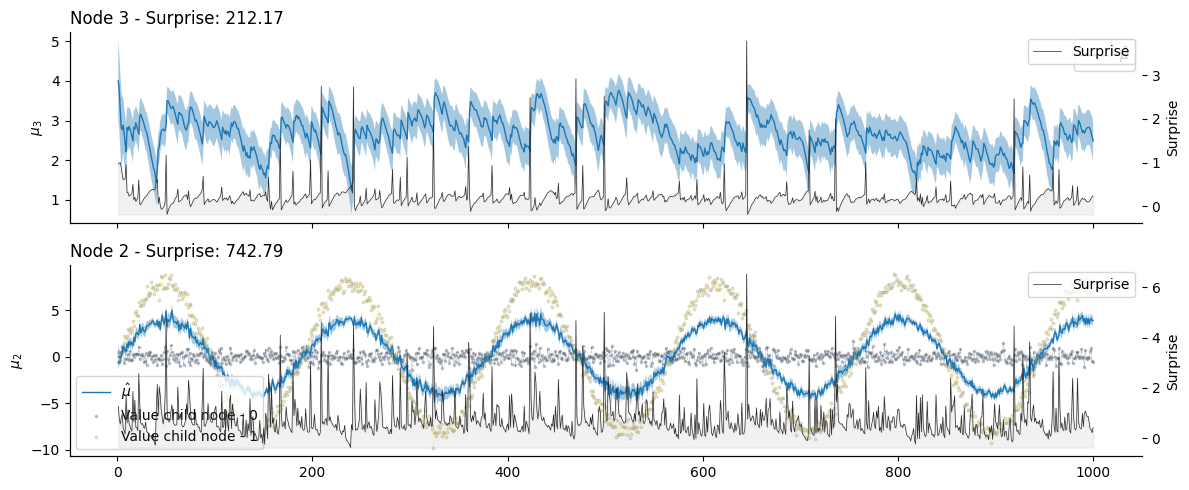 Node 3 - Surprise: 212.17
5
4
3
2
1
μ₃
Surprise
μ̂
3
2
1
0
Surprise
Node 2 - Surprise: 742.79
5
0
−5
−10
μ₂
μ̂
Value child node - 0
Value child node - 1
Surprise
6
4
2
0
Surprise
0
200
400
600
800
1000